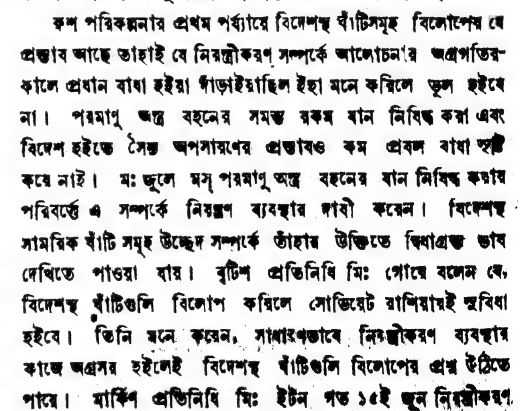 রুশ পরিকল্পনার প্রথম পর্য্যায়ে বিদেশস্থ ঘাঁটিসমূহ বিলোপের যে
প্রস্তাব আছে তাহাই যে নিরস্ত্রীকরণ সম্পর্কে আলোচনার অগ্রগতির
কালে প্রধান বাধা হইয়া দাঁড়াইয়াছিল ইহা মনে করিলে ভুল হইবে
না। পরমাণু অস্ত্র বহনের সমস্ত রকম যান নিষিদ্ধ করা এবং
বিদেশ হইতে সৈন্য অপসারণের প্রস্তাবও কম প্রবল বাধা সৃষ্টি
করে নাই। মঃ জুলে মস্ পরমাণু অস্ত্র বহনের যান নিষিদ্ধ করার
পরিবর্ত্তে এ সম্পর্কে নিয়ন্ত্রণ ব্যবস্থার দাবী করেন। বিদেশস্থ
সামরিক ঘাঁটি সমূহ উচ্ছেদ সম্পর্কে তাঁহার উক্তিতে দ্বিধাগ্রস্ত ভাব
দেখিতে পাওয়া যায়। বৃটিশ প্রতিনিধি মিঃ গোরে বলেন যে,
বিদেশস্থ ঘাঁটিগুলি বিলোপ করিলে সোভিয়েট রাশিয়ারই সুবিধা
হইবে। তিনি মনে করেন, সাধারণভাবে নিরস্ত্রীকরণ ব্যবস্থার
কাজে অগ্রসর হইলেই বিদেশস্থ ঘাঁটিগুলি বিলোপের প্রশ্ন উঠিতে
পারে। মার্কিণ প্রতিনিধি মিঃ ইটন গত ১৫ই জুন নিরস্ত্রীকরণ